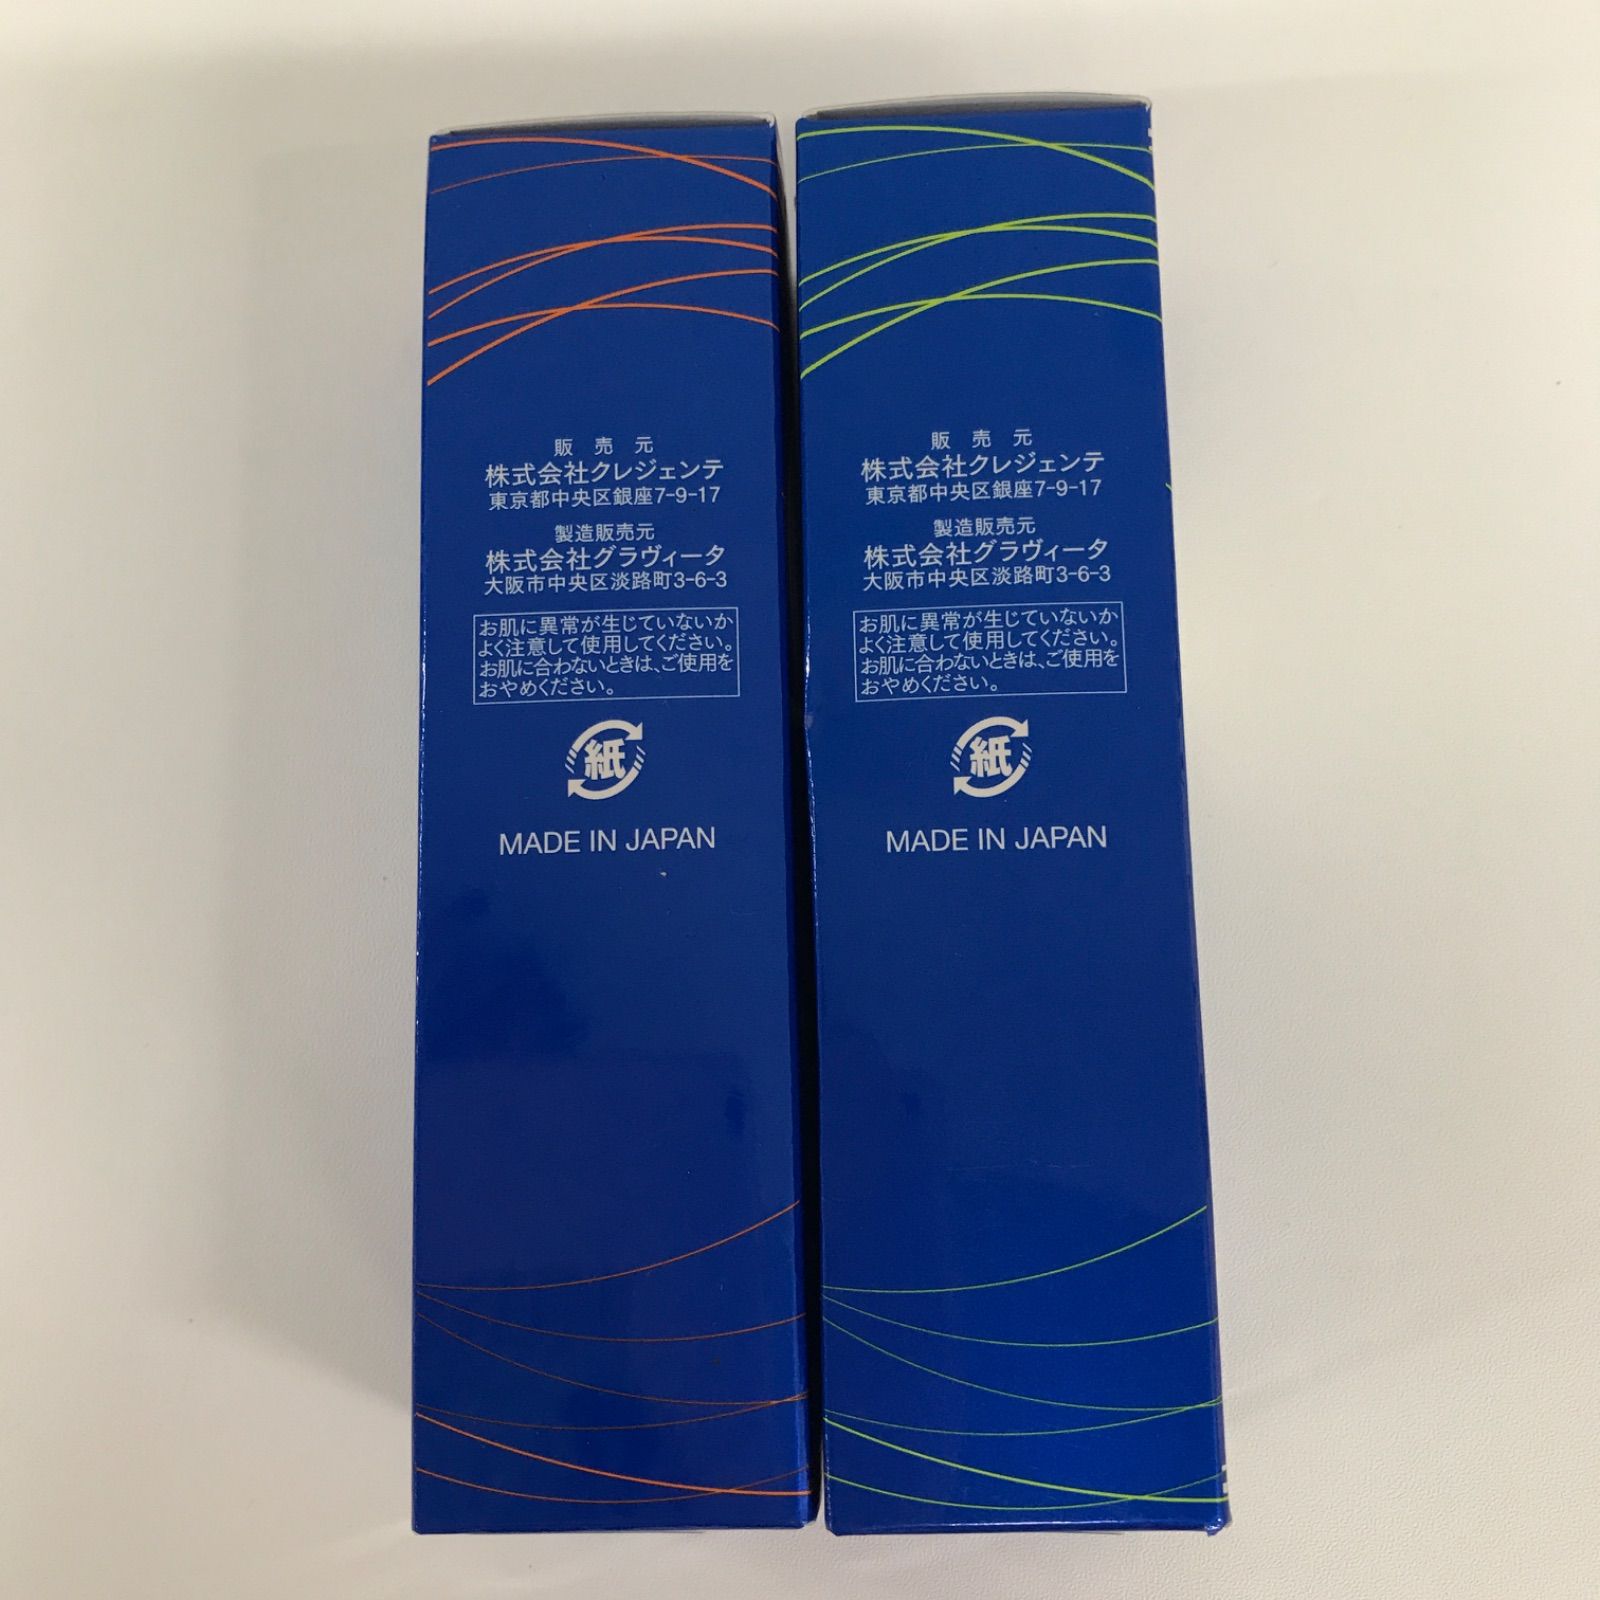 販売元
株式会社クレジェンテ
東京都中央区銀座7-9-17
製造販売元
株式会社グラヴィータ
大阪市中央区淡路町3-6-3
お肌に異常が生じていないか
よく注意して使用してください。
お肌に合わないときは、ご使用を
おやめください。
紙
MADE IN JAPAN
販売元
株式会社クレジェンテ
東京都中央区銀座7-9-17
製造販売元
株式会社グラヴィータ
大阪市中央区淡路町3-6-3
お肌に異常が生じていないか
よく注意して使用してください。
お肌に合わないときは、ご使用を
おやめください。
紙
MADE IN JAPAN